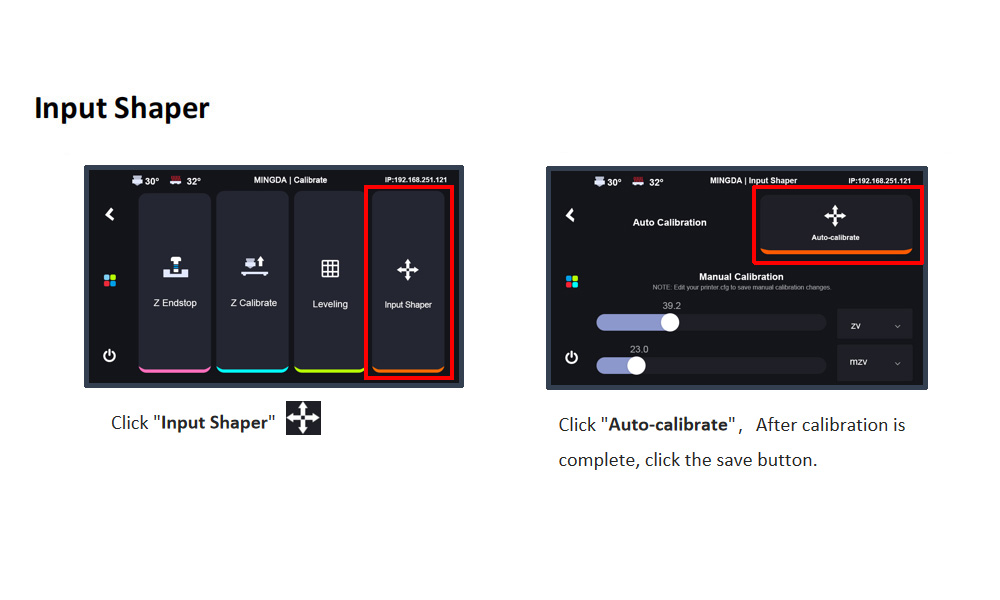 Input Shaper
30° 32° MINGDA | Calibrate IP:192.168.251.121
Z Endstop
Z Calibrate
Leveling
Input Shaper
Click "Input Shaper"
30° 32° MINGDA | Input Shaper IP:192.168.251.121
Auto Calibration
Auto-calibrate
Manual Calibration
NOTE: Edit your printer.cfg to save manual calibration changes.
39.2
zv
23.0
mzv
Click "Auto-calibrate", After calibration is
complete, click the save button.